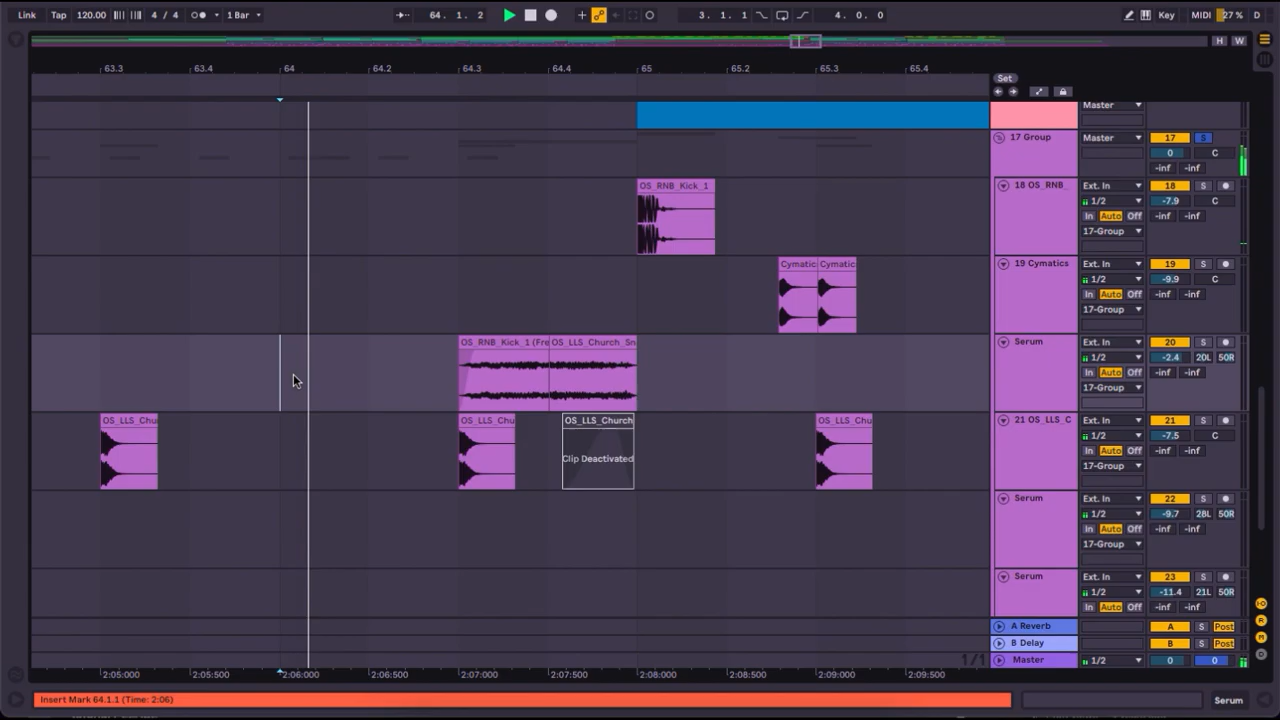 Link Tap 120.00 4 / 4 1 Bar 64. 1. 2 3. 1. 1 4. 0. 0 Key MIDI 27 % D
H W
63.3 63.4 64 64.2 64.3 64.4 65 65.2 65.3 65.4
Set
Master
17 Group Master 17 S
0 C
-inf -inf
OS_RNB_Kick_1 18 OS_RNB_ Ext. In 18 S
1/2 -7.9 C
In Auto Off -inf -inf
17-Group
Cymatic Cymatic 19 Cymatics Ext. In 19 S
1/2 -9.9 C
In Auto Off -inf -inf
17-Group
OS_RNB_Kick_1 (Fre OS_LLS_Church_Sn Serum Ext. In 20 S
1/2 -2.4 20L 50R
In Auto Off -inf -inf
17-Group
OS_LLS_Chu OS_LLS_Chu OS_LLS_Church OS_LLS_Chu 21 OS_LLS_C Ext. In 21 S
1/2 -7.5 C
Clip Deactivated In Auto Off -inf -inf
17-Group
Serum Ext. In 22 S
1/2 -9.7 28L 50R
In Auto Off -inf -inf
17-Group
Serum Ext. In 23 S
1/2 -11.4 21L 50R
In Auto Off -inf -inf
A Reverb A S Post
B Delay B S Post
1/1 Master 1/2 0 0
2:05:000 2:05:500 2:06:000 2:06:500 2:07:000 2:07:500 2:08:000 2:08:500 2:09:000 2:09:500
Insert Mark 64.1.1 (Time: 2:06) Serum